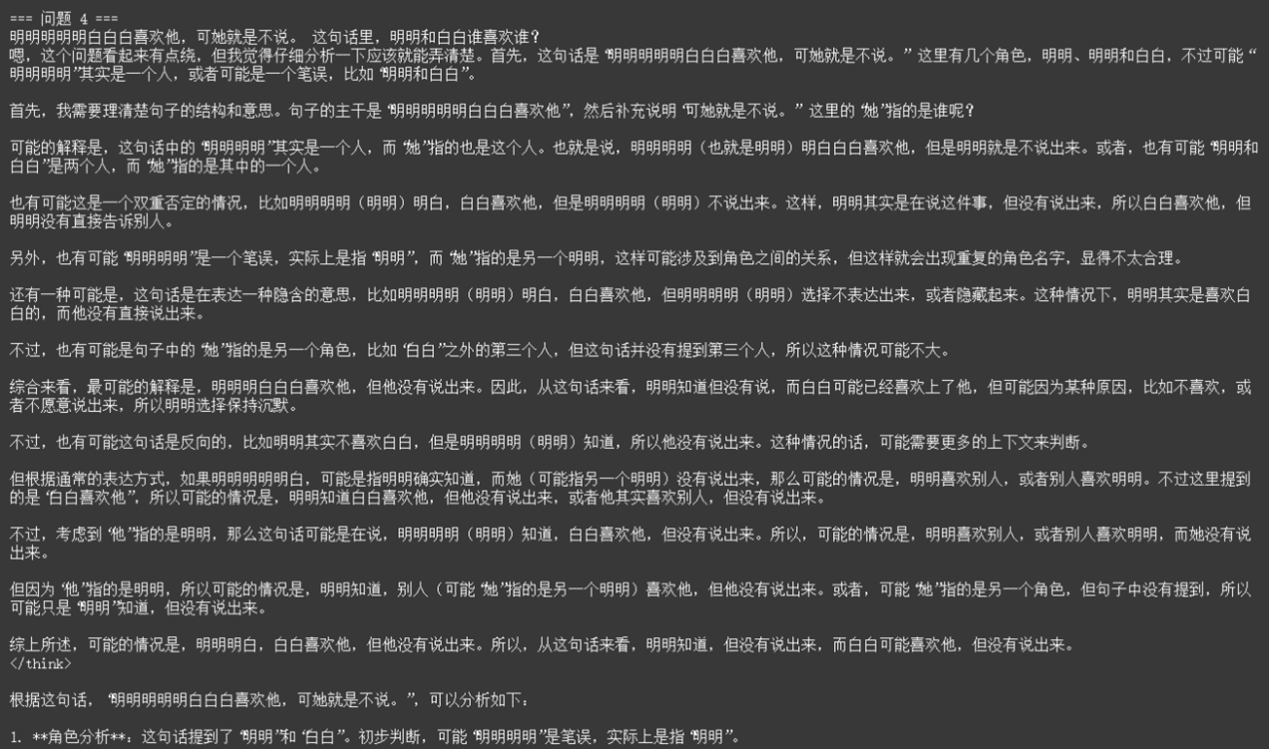 === 问题 4 ===
明明明明明白白白喜欢他，可她就是不说。 这句话里，明明和白白谁喜欢谁？
嗯，这个问题看起来有点绕，但我觉得仔细分析一下应该就能弄清楚。首先，这句话是“明明明明明白白白喜欢他，可她就是不说。”这里有几个角色，明明、明明和白白，不过可能“
明明明明”其实是一个人，或者可能是一个笔误，比如“明明和白白”。
首先，我需要理清楚句子的结构和意思。句子的主干是“明明明明明白白白喜欢他”，然后补充说明“可她就是不说。”这里的“她”指的是谁呢？
可能的解释是，这句话中的“明明明明”其实是一个人，而“她”指的也是这个人。也就是说，明明明明（也就是明明）明白白白喜欢他，但是明明就是不说出来。或者，也有可能“明明和
白白”是两个人，而“她”指的是其中的一个人。
也有可能这是一个双重否定的情况，比如明明明明（明明）明白，白白喜欢他，但是明明明明（明明）不说出来。这样，明明其实是在说这件事，但没有说出来，所以白白喜欢他，但
明明没有直接告诉别人。
另外，也有可能“明明明明”是一个笔误，实际上是指“明明”，而“她”指的是另一个明明，这样可能涉及到角色之间的关系，但这样就会出现重复的角色名字，显得不太合理。
还有一种可能是，这句话是在表达一种隐含的意思，比如明明明明（明明）明白，白白喜欢他，但明明明明（明明）选择不表达出来，或者隐藏起来。这种情况下，明明其实是喜欢白
白的，而他没有直接说出来。
不过，也有可能是句子中的“她”指的是另一个角色，比如“白白”之外的第三个人，但这句话并没有提到第三个人，所以这种情况可能不大。
综合来看，最可能的解释是，明明明白白白喜欢他，但他没有说出来。因此，从这句话来看，明明知道但没有说，而白白可能已经喜欢上了他，但可能因为某种原因，比如不喜欢，或
者不愿意说出来，所以明明选择保持沉默。
不过，也有可能这句话是反向的，比如明明其实不喜欢白白，但是明明明明（明明）知道，所以他没有说出来。这种情况的话，可能需要更多的上下文来判断。
但根据通常的表达方式，如果明明明明明明白，可能是指明明确实知道，而她（可能指另一个明明）没有说出来，那么可能的情况是，明明喜欢别人，或者别人喜欢明明。不过这里提到
的是“白白喜欢他”，所以可能的情况是，明明知道白白喜欢他，但他没有说出来，或者他其实喜欢别人，但没有说出来。
不过，考虑到“他”指的是明明，那么这句话可能是在说，明明明明（明明）知道，白白喜欢他，但没有说出来。所以，可能的情况是，明明喜欢别人，或者别人喜欢明明，而她没有说
出来。
但因为“他”指的是明明，所以可能的情况是，明明知道，别人（可能“她”指的是另一个明明）喜欢他，但他没有说出来。或者，可能“她”指的是另一个角色，但句子中没有提到，所以
可能只是“明明”知道，但没有说出来。
综上所述，可能的情况是，明明明白，白白喜欢他，但他没有说出来。所以，从这句话来看，明明知道，但没有说出来，而白白可能喜欢他，但没有说出来。
</think>
根据这句话，“明明明明明白白白喜欢他，可她就是不说。”，可以分析如下：
1. **角色分析**：这句话提到了“明明”和“白白”。初步判断，可能“明明明明”是笔误，实际上是指“明明”。